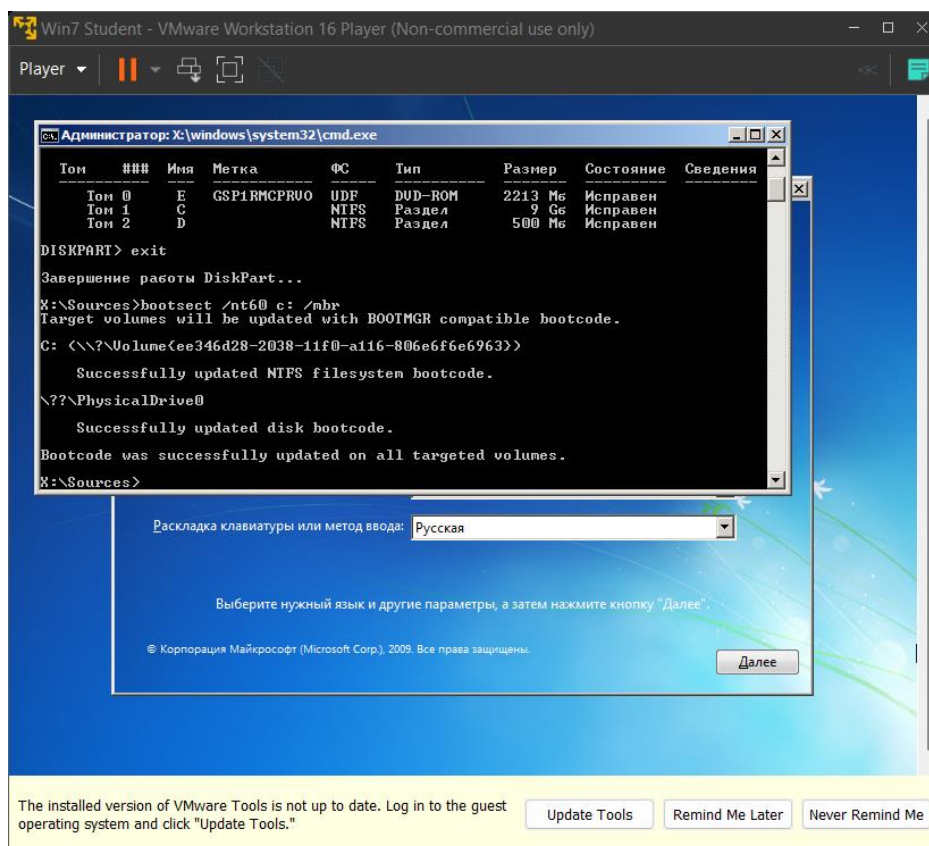 Win7 Student - VMware Workstation 16 Player (Non-commercial use only)
Player
Администратор: X:\windows\system32\cmd.exe
Том ### Имя Метка ФС Тип Размер Состояние Сведения
Том 0 E GSP1RMCPRVO UDF DVD-ROM 2213 Мб Исправен
Том 1 C NTFS Раздел 9 Gб Исправен
Том 2 D NTFS Раздел 500 Мб Исправен
DISKPART> exit
Завершение работы DiskPart...
X:\Sources>bootsect /nt60 c: /mbr
Target volumes will be updated with BOOTMGR compatible bootcode.
C: (\\?\Volume{ee346d28-2038-11f0-a116-806e6f6e6963})
Successfully updated NTFS filesystem bootcode.
\??\PhysicalDrive0
Successfully updated disk bootcode.
Bootcode was successfully updated on all targeted volumes.
X:\Sources>
Раскладка клавиатуры или метод ввода: Русская
Выберите нужный язык и другие параметры, а затем нажмите кнопку "Далее".
© Корпорация Майкрософт (Microsoft Corp.), 2009. Все права защищены.
Далее
The installed version of VMware Tools is not up to date. Log in to the guest
operating system and click "Update Tools."
Update Tools
Remind Me Later
Never Remind Me